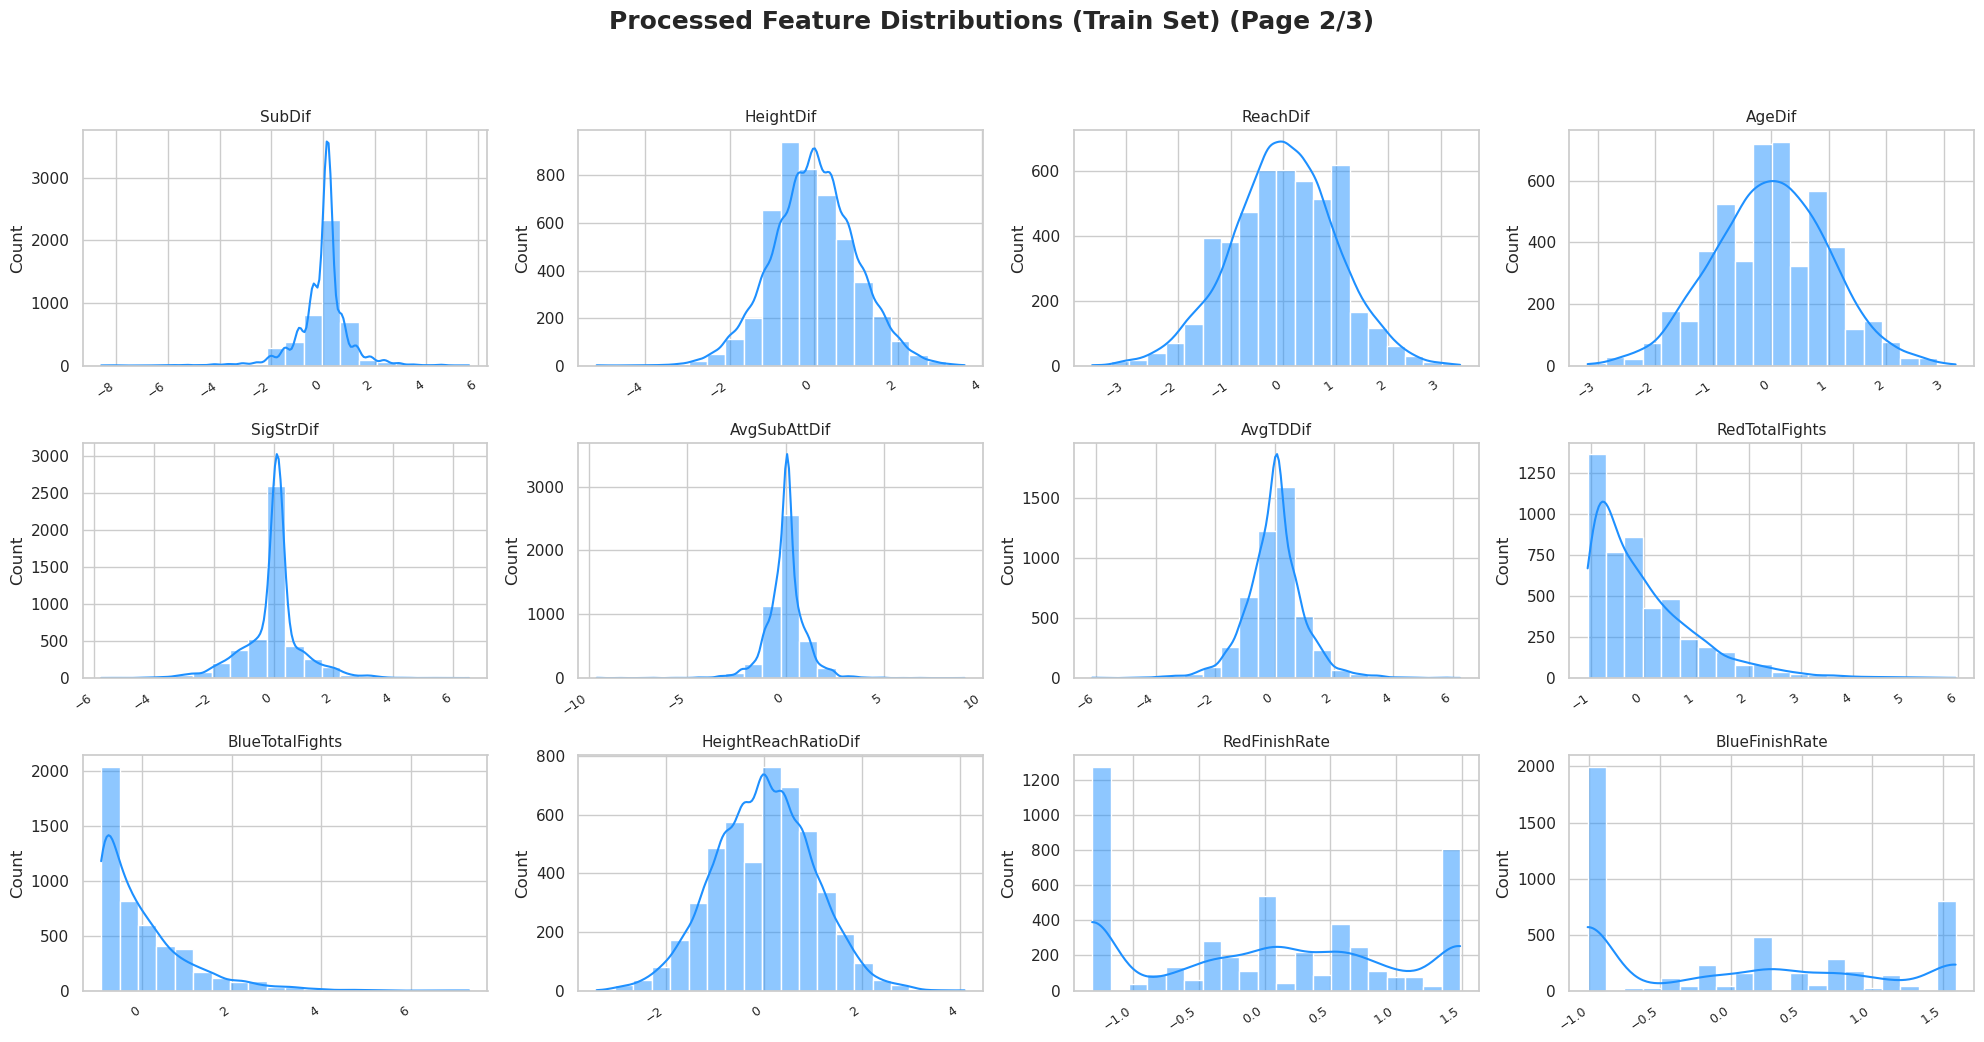 Processed Feature Distributions (Train Set) (Page 2/3)
SubDif
HeightDif
ReachDif
AgeDif
Count
3000
2000
1000
0
−8 −6 −4 −2 0 2 4 6
Count
800
600
400
200
0
−4 −2 0 2 4
Count
600
400
200
0
−3 −2 −1 0 1 2 3
Count
600
400
200
0
−3 −2 −1 0 1 2 3
SigStrDif
AvgSubAttDif
AvgTDDif
RedTotalFights
Count
3000
2500
2000
1500
1000
500
0
−6 −4 −2 0 2 4 6
Count
3000
2000
1000
0
−10 −5 0 5 10
Count
1500
1000
500
0
−6 −4 −2 0 2 4 6
Count
1250
1000
750
500
250
0
−1 0 1 2 3 4 5 6
BlueTotalFights
HeightReachRatioDif
RedFinishRate
BlueFinishRate
Count
2000
1500
1000
500
0
0 2 4 6
Count
800
600
400
200
0
−2 0 2 4
Count
1200
1000
800
600
400
200
0
−1.0 −0.5 0.0 0.5 1.0 1.5
Count
2000
1500
1000
500
0
−1.0 −0.5 0.0 0.5 1.0 1.5